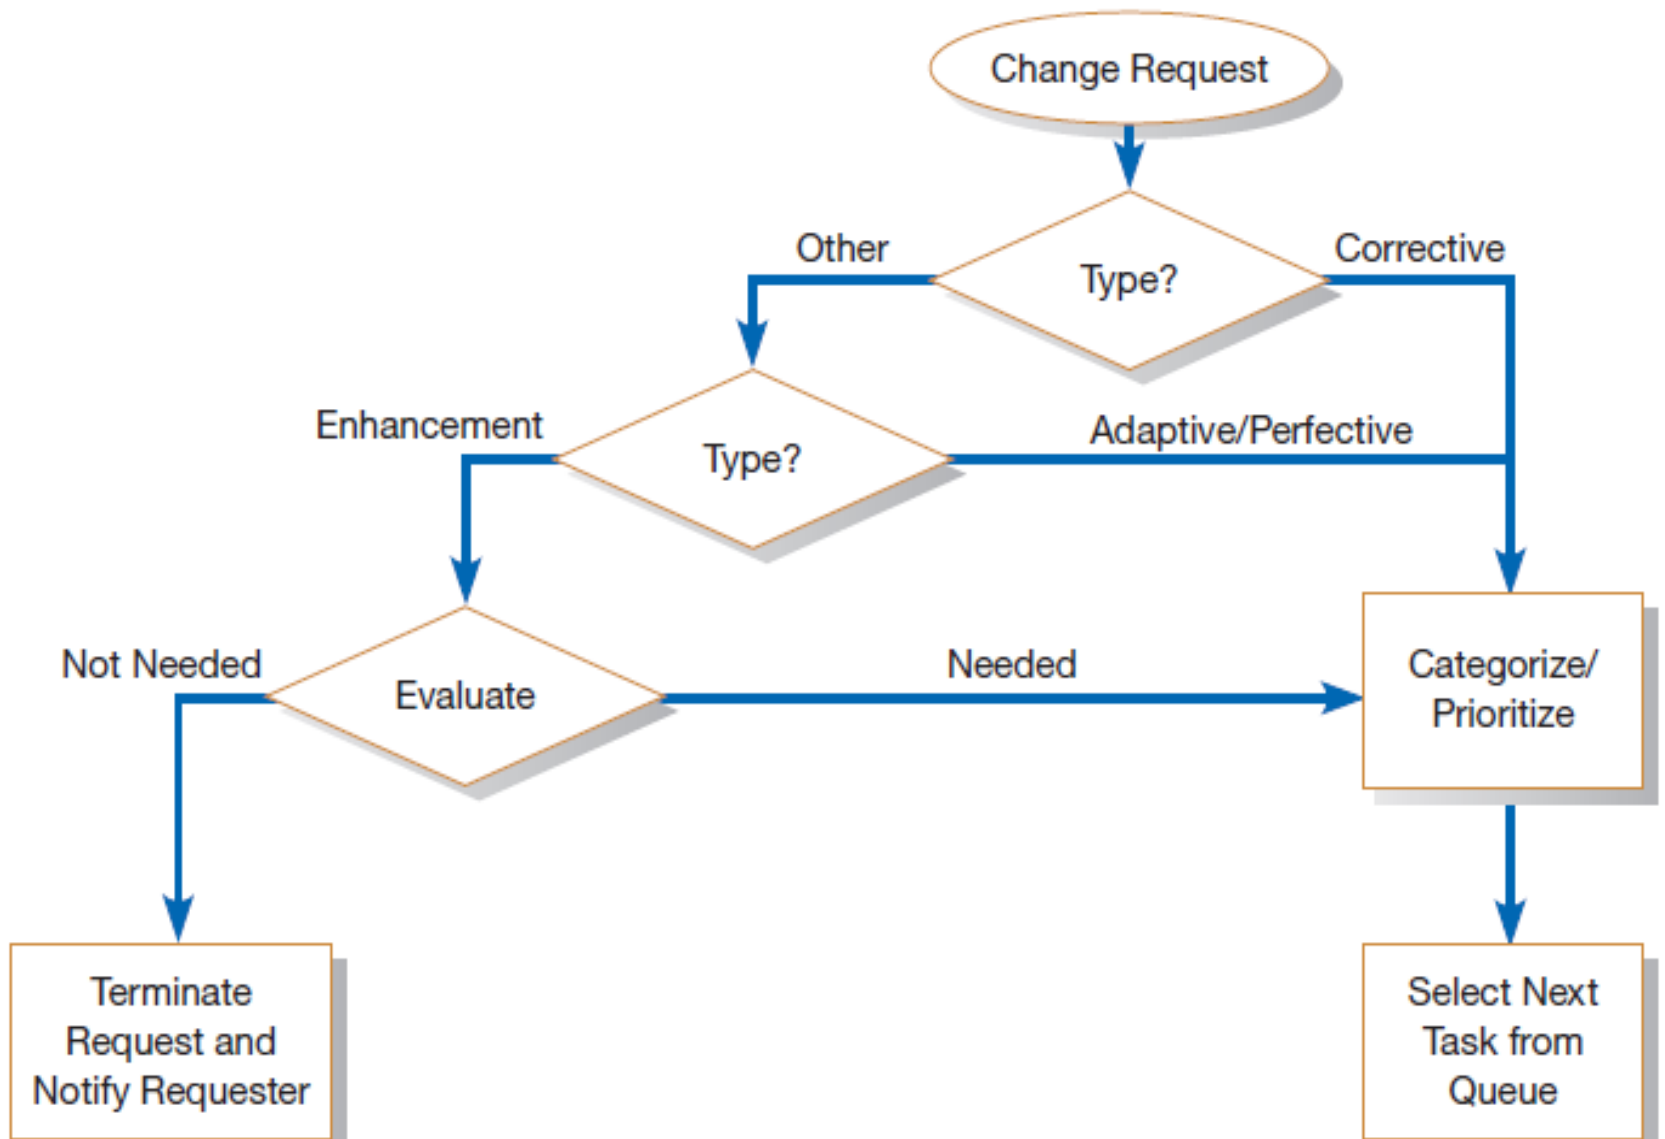 Change Request
Other
Corrective
Type?
Enhancement
Adaptive/Perfective
Type?
Not Needed
Needed
Evaluate
Categorize/
Prioritize
Terminate
Request and
Notify Requester
Select Next
Task from
Queue